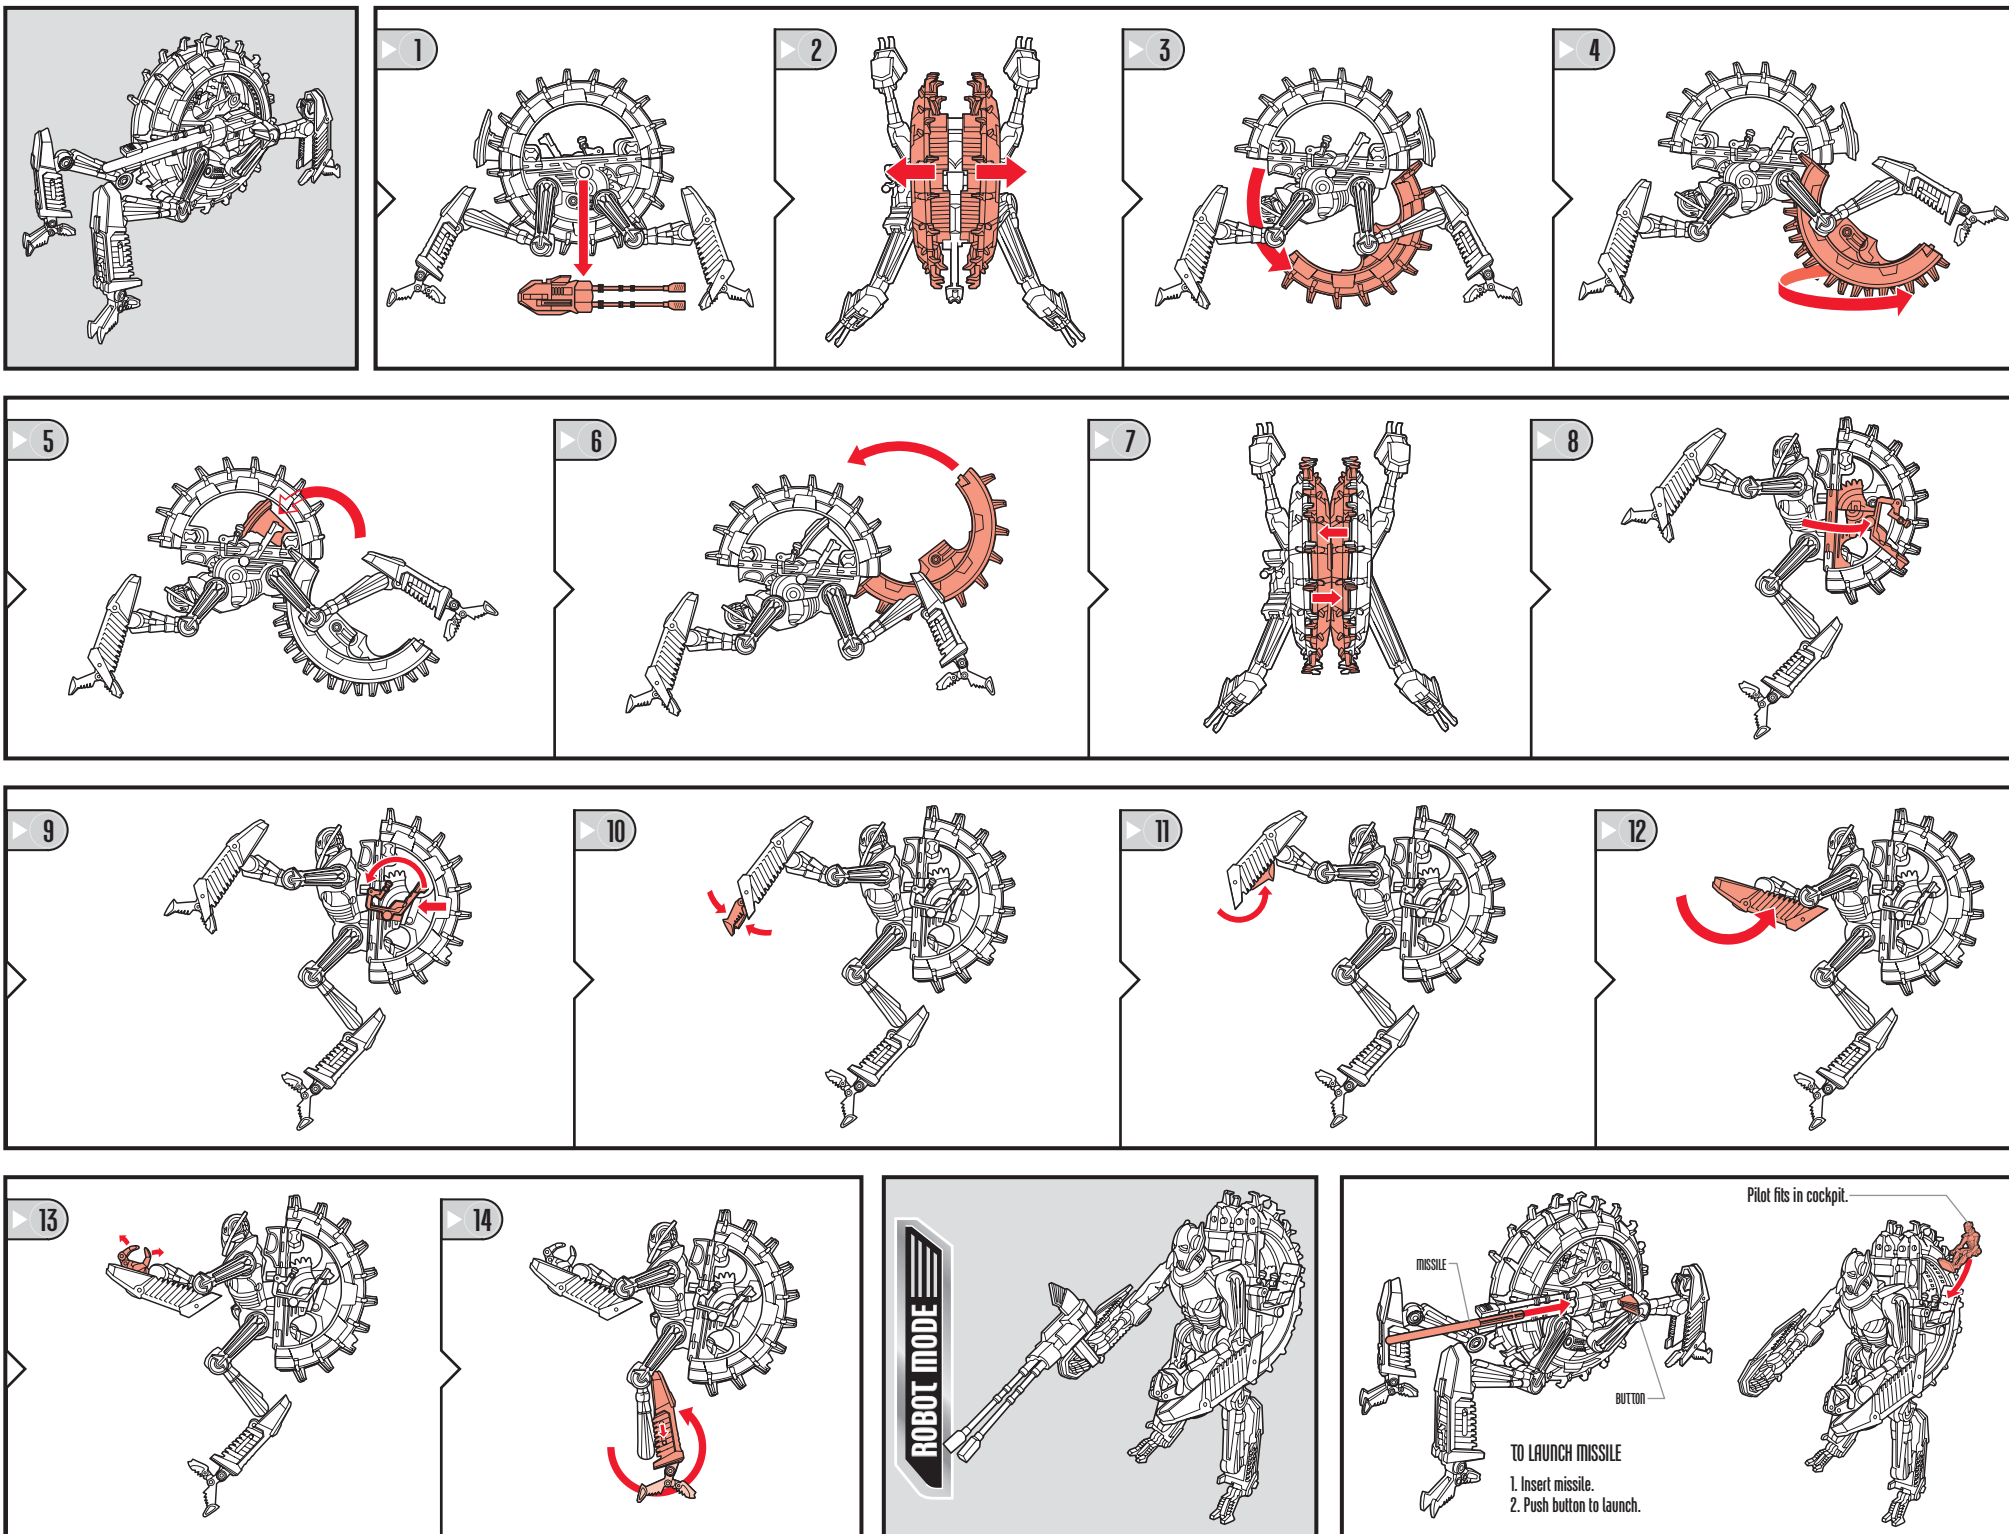 1
2
3
4
5
6
7
8
9
10
11
12
13
14
ROBOT MODE
Pilot fits in cockpit.
MISSILE
BUTTON
TO LAUNCH MISSILE
1. Insert missile.
2. Push button to launch.